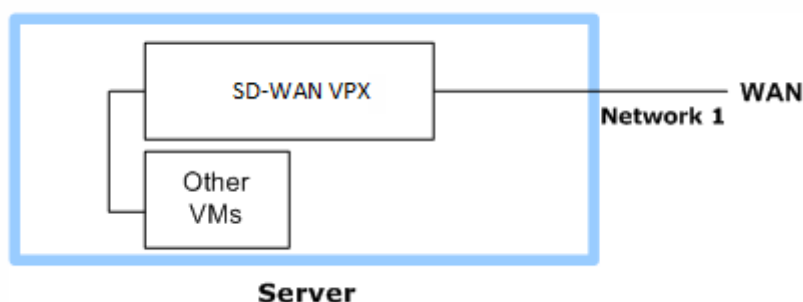 SD-WAN VPX
WAN
Network 1
Other
VMs
Server